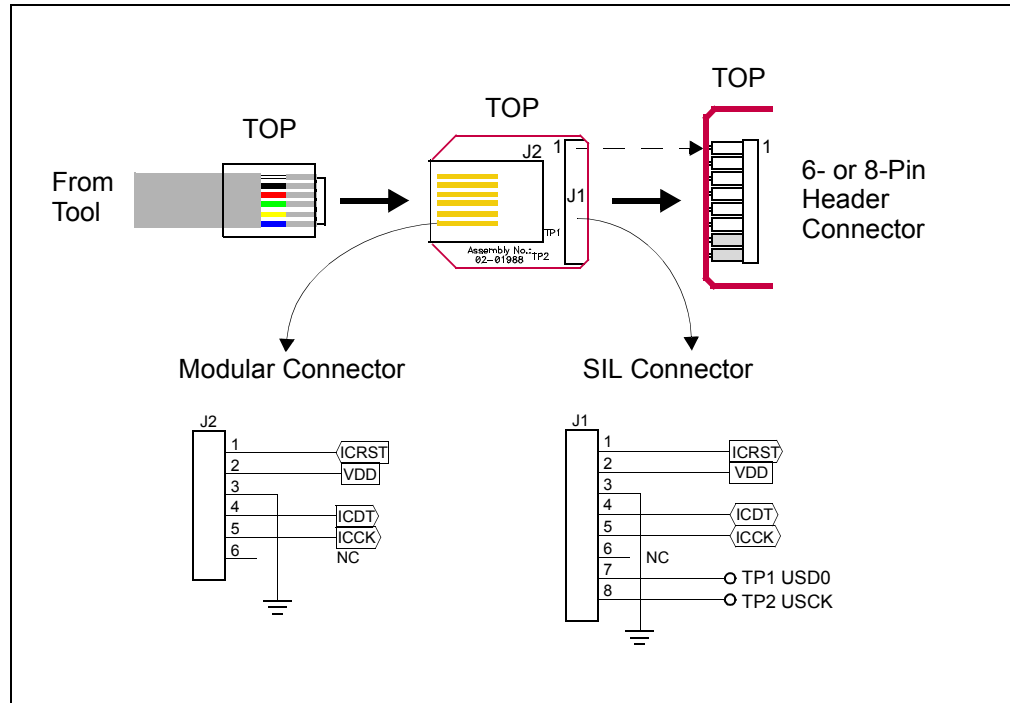 TOP
TOP
TOP
From
Tool
J2
1
J1
TP1
Assembly No.:
02-01988
TP2
1
6- or 8-Pin
Header
Connector
Modular Connector
SIL Connector
J2
1
ICRST
2
VDD
3
4
ICDT
5
ICCK
6
NC
J1
1
ICRST
2
VDD
3
4
ICDT
5
ICCK
6
NC
7
TP1 USD0
8
TP2 USCK